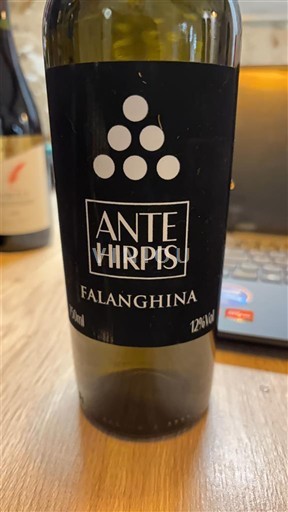 ANTE
HIRPIS
FALANGHINA
750ml
12%Vol